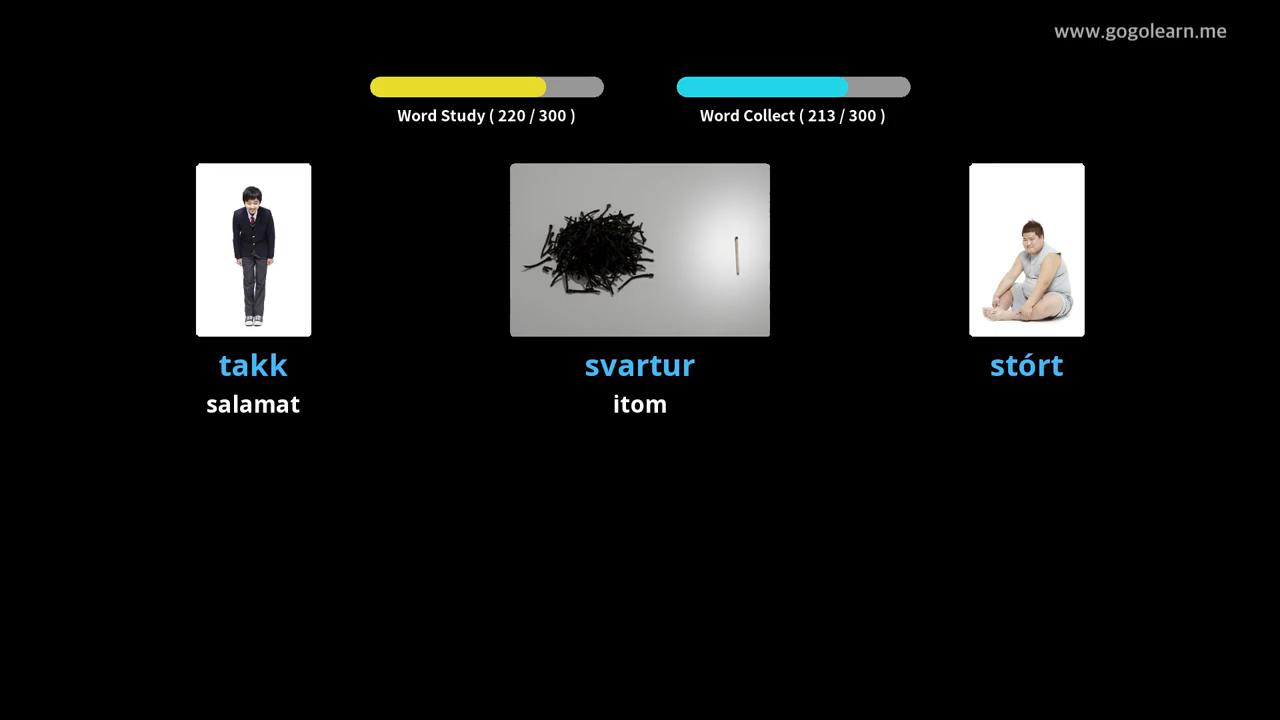 www.gogolearn.me
Word Study ( 220 / 300 )
Word Collect ( 213 / 300 )
takk
svartur
stórt
salamat
itom